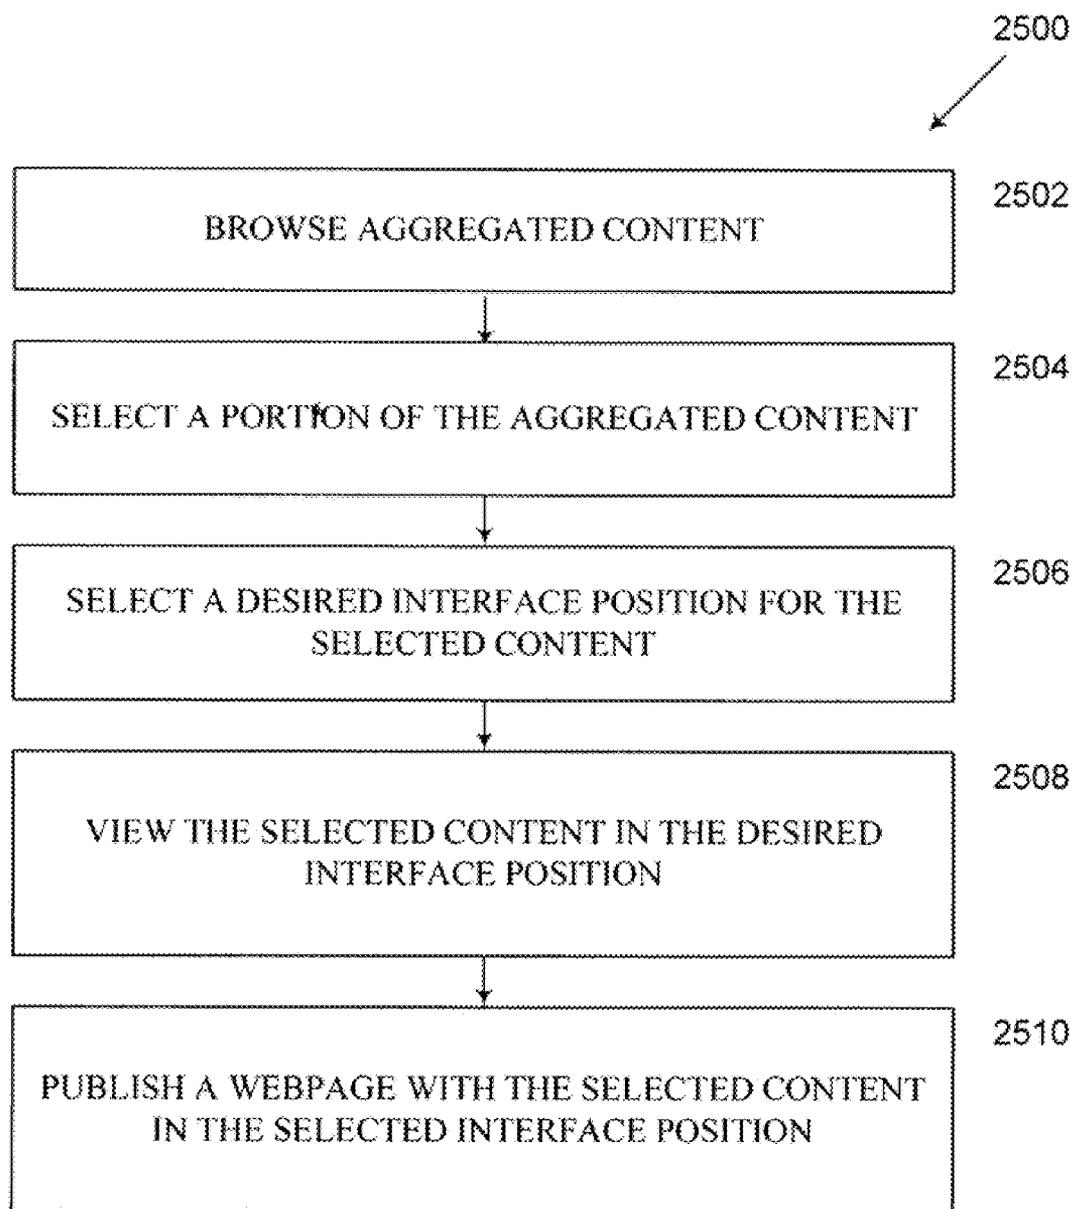 2500
2502
BROWSE AGGREGATED CONTENT
2504
SELECT A PORTION OF THE AGGREGATED CONTENT
2506
SELECT A DESIRED INTERFACE POSITION FOR THE
SELECTED CONTENT
2508
VIEW THE SELECTED CONTENT IN THE DESIRED
INTERFACE POSITION
2510
PUBLISH A WEBPAGE WITH THE SELECTED CONTENT
IN THE SELECTED INTERFACE POSITION